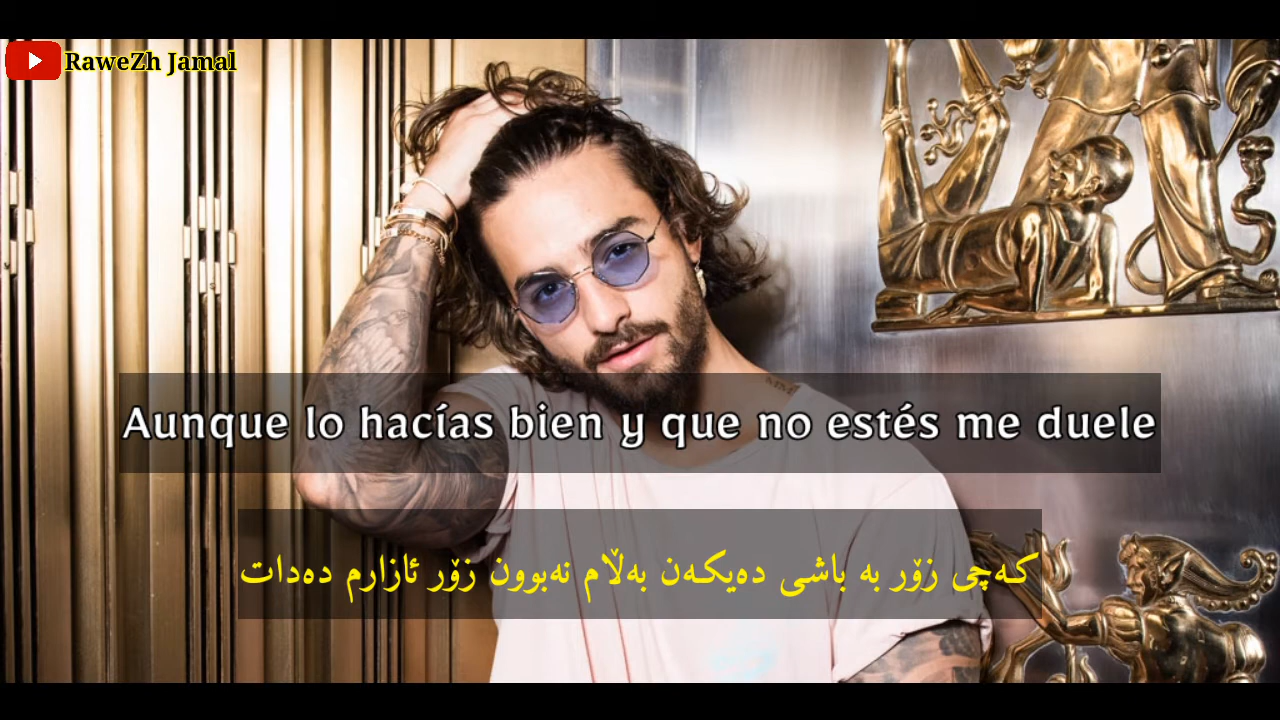 RaweZh Jamal
Aunque lo hacías bien y que no estés me duele
کەچی زۆر بە باشی دەیکەن بەڵام نەبوون زۆر ئازارم دەدات